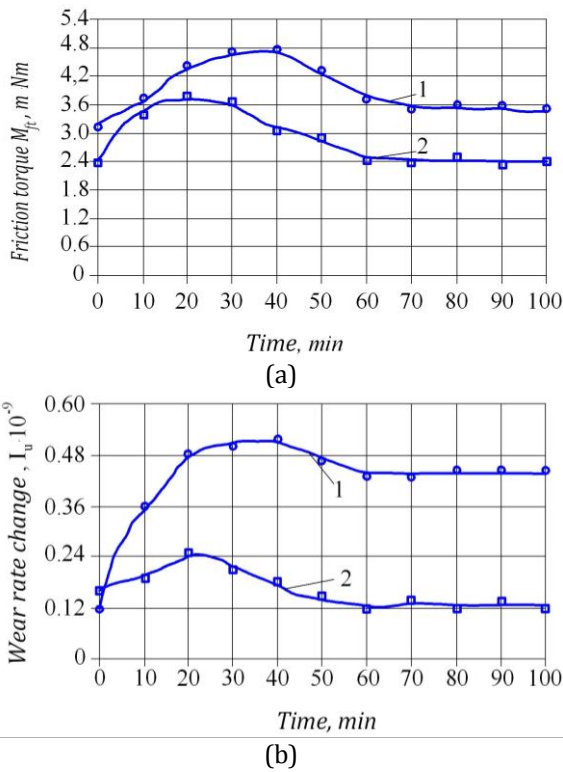 5.4
4.8
4,2
3.6
3.0
2.4
1.8
1.2
0.6
0
Friction torque M_ft, m Nm
1
2
0 10 20 30 40 50 60 70 80 90 100
Time, min
(a)
0.60
0.48
0.36
0.24
0.12
0
Wear rate change , I_u·10^-9
1
2
0 10 20 30 40 50 60 70 80 90 100
Time, min
(b)